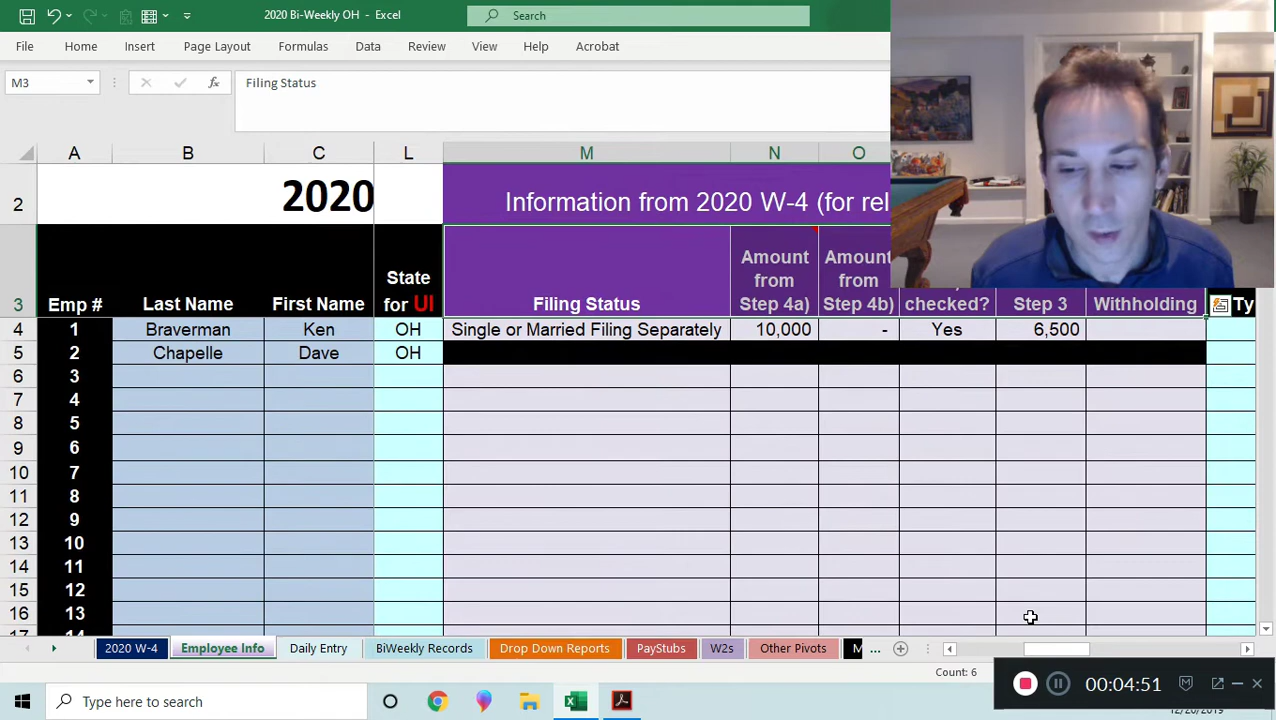 2020 Bi-Weekly OH - Excel
Search
File Home Insert Page Layout Formulas Data Review View Help Acrobat
M3 fx Filing Status
A B C L M N O
2 2020 Information from 2020 W-4 (for rel
3 Emp # Last Name First Name State for UI Filing Status Amount from Step 4a) Amount from Step 4b) checked? Step 3 Withholding Ty
4 1 Braverman Ken OH Single or Married Filing Separately 10,000 - Yes 6,500
5 2 Chapelle Dave OH
6 3
7 4
8 5
9 6
10 7
11 8
12 9
13 10
14 11
15 12
16 13
2020 W-4 Employee Info Daily Entry BiWeekly Records Drop Down Reports PayStubs W2s Other Pivots M ...
Count: 6
Type here to search
00:04:51